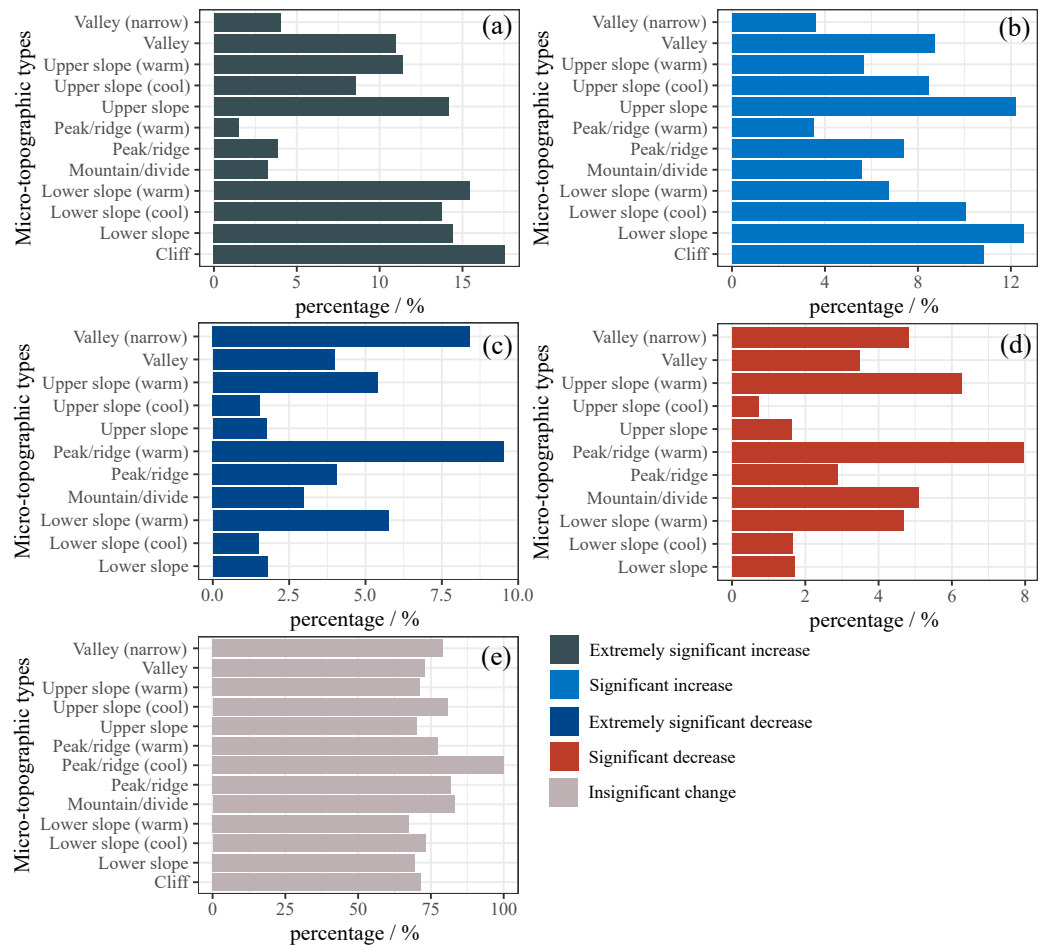 (a)
Micro-topographic types
Valley (narrow)
Valley
Upper slope (warm)
Upper slope (cool)
Upper slope
Peak/ridge (warm)
Peak/ridge
Mountain/divide
Lower slope (warm)
Lower slope (cool)
Lower slope
Cliff
0 5 10 15
percentage / %
(b)
Micro-topographic types
Valley (narrow)
Valley
Upper slope (warm)
Upper slope (cool)
Upper slope
Peak/ridge (warm)
Peak/ridge
Mountain/divide
Lower slope (warm)
Lower slope (cool)
Lower slope
Cliff
0 4 8 12
percentage / %
(c)
Micro-topographic types
Valley (narrow)
Valley
Upper slope (warm)
Upper slope (cool)
Upper slope
Peak/ridge (warm)
Peak/ridge
Mountain/divide
Lower slope (warm)
Lower slope (cool)
Lower slope
0.0 2.5 5.0 7.5 10.0
percentage / %
(d)
Micro-topographic types
Valley (narrow)
Valley
Upper slope (warm)
Upper slope (cool)
Upper slope
Peak/ridge (warm)
Peak/ridge
Mountain/divide
Lower slope (warm)
Lower slope (cool)
Lower slope
0 2 4 6 8
percentage / %
(e)
Micro-topographic types
Valley (narrow)
Valley
Upper slope (warm)
Upper slope (cool)
Upper slope
Peak/ridge (warm)
Peak/ridge (cool)
Peak/ridge
Mountain/divide
Lower slope (warm)
Lower slope (cool)
Lower slope
Cliff
0 25 50 75 100
percentage / %
Extremely significant increase
Significant increase
Extremely significant decrease
Significant decrease
Insignificant change